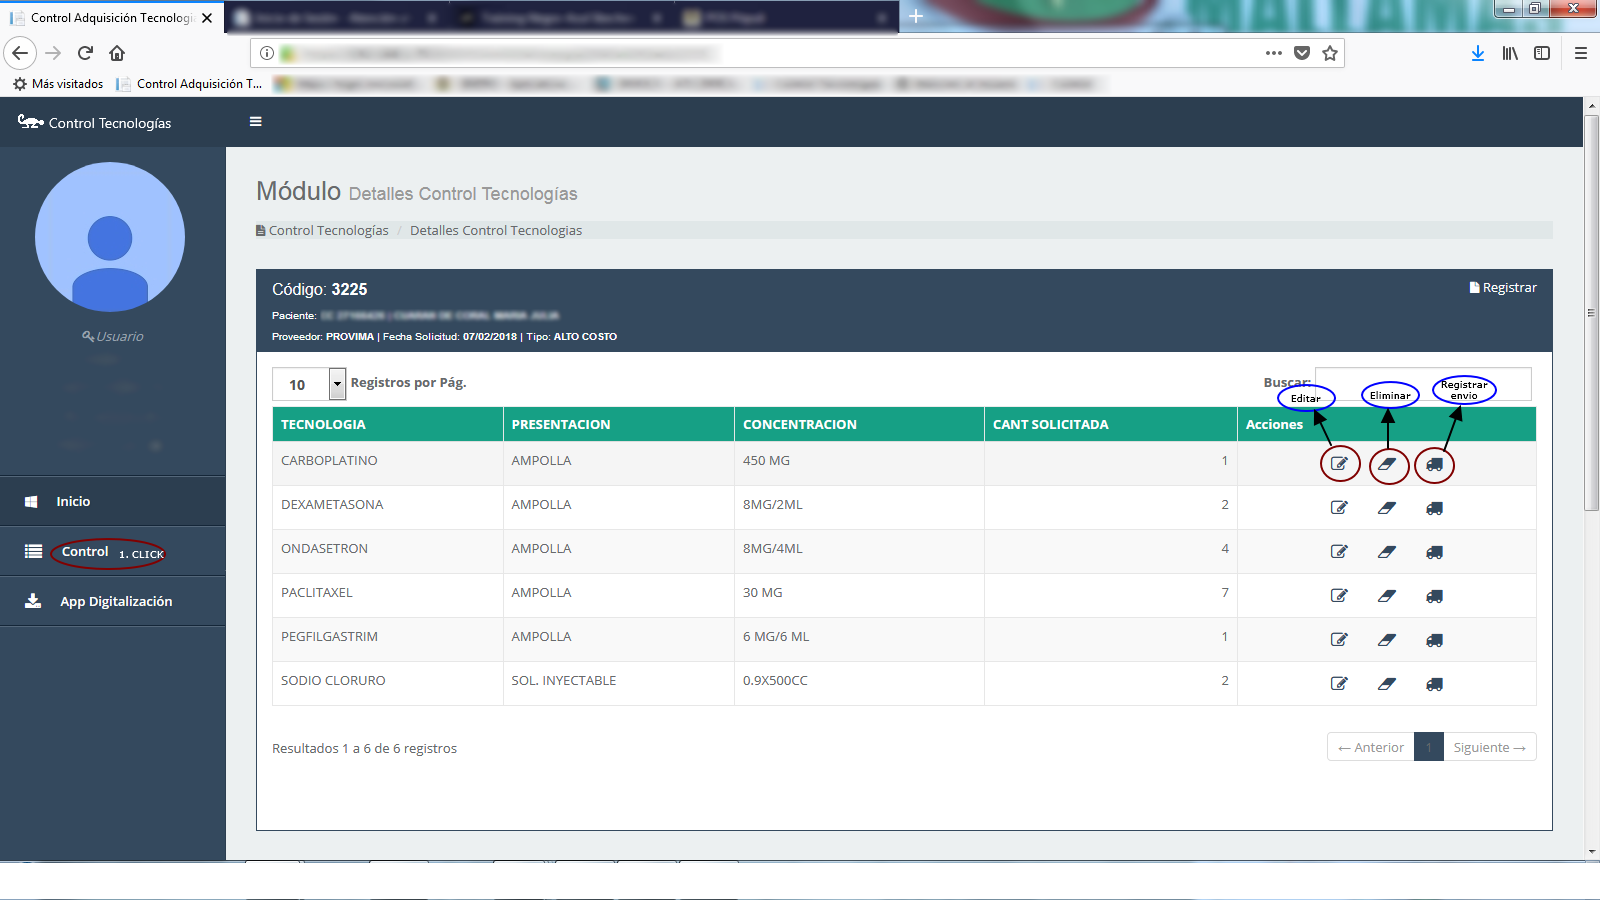 Control Adquisición Tecnologi
Más visitados
Control Adquisición T...
Control Tecnologías
Usuario
Inicio
Control 1. CLICK
App Digitalización
Módulo Detalles Control Tecnologías
Control Tecnologías / Detalles Control Tecnologias
Código: 3225
Registrar
Paciente:
Proveedor: PROVIMA | Fecha Solicitud: 07/02/2018 | Tipo: ALTO COSTO
10 Registros por Pág.
Buscar:
Editar
Eliminar
Registrar
envio
TECNOLOGIA PRESENTACION CONCENTRACION CANT SOLICITADA Acciones
CARBOPLATINO AMPOLLA 450 MG 1
DEXAMETASONA AMPOLLA 8MG/2ML 2
ONDASETRON AMPOLLA 8MG/4ML 4
PACLITAXEL AMPOLLA 30 MG 7
PEGFILGASTRIM AMPOLLA 6 MG/6 ML 1
SODIO CLORURO SOL. INYECTABLE 0.9X500CC 2
Resultados 1 a 6 de 6 registros
← Anterior 1 Siguiente →